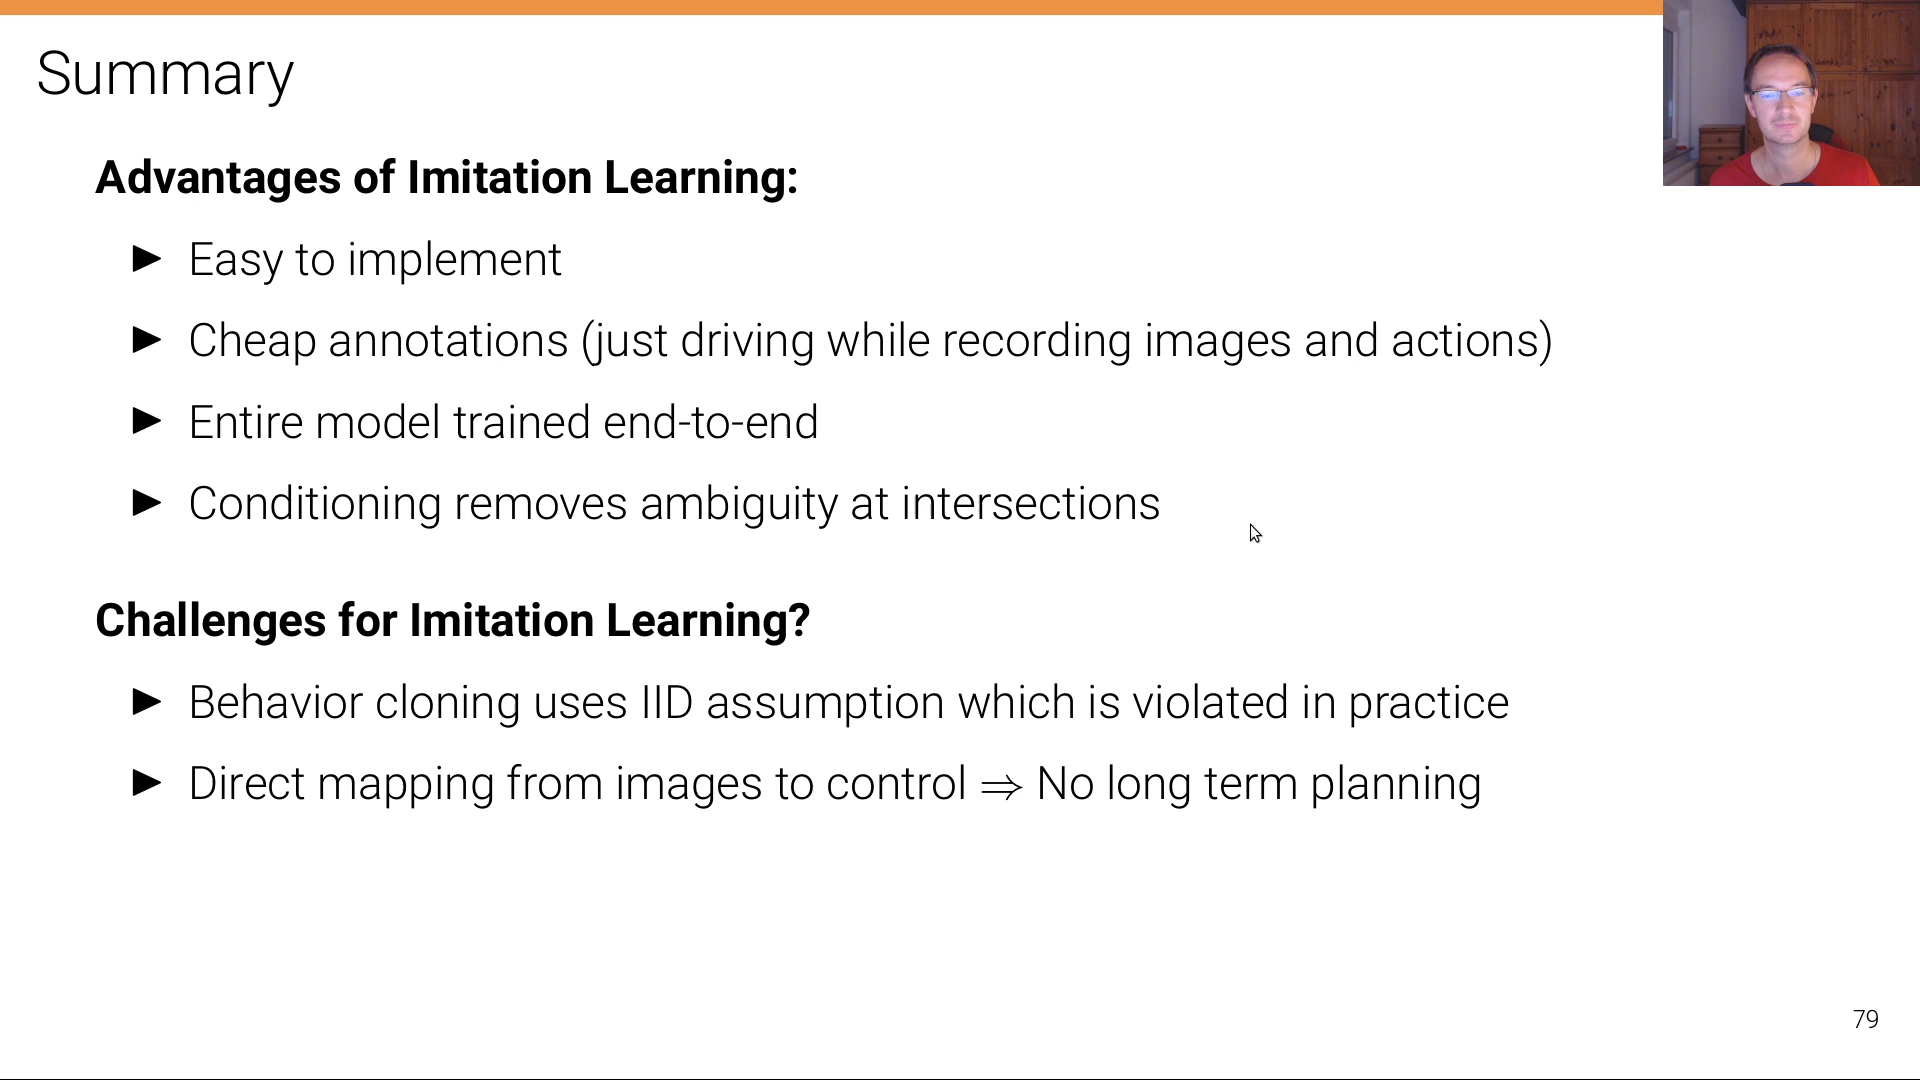 Summary
Advantages of Imitation Learning:
► Easy to implement
► Cheap annotations (just driving while recording images and actions)
► Entire model trained end-to-end
► Conditioning removes ambiguity at intersections
Challenges for Imitation Learning?
► Behavior cloning uses IID assumption which is violated in practice
► Direct mapping from images to control ⇒ No long term planning
79